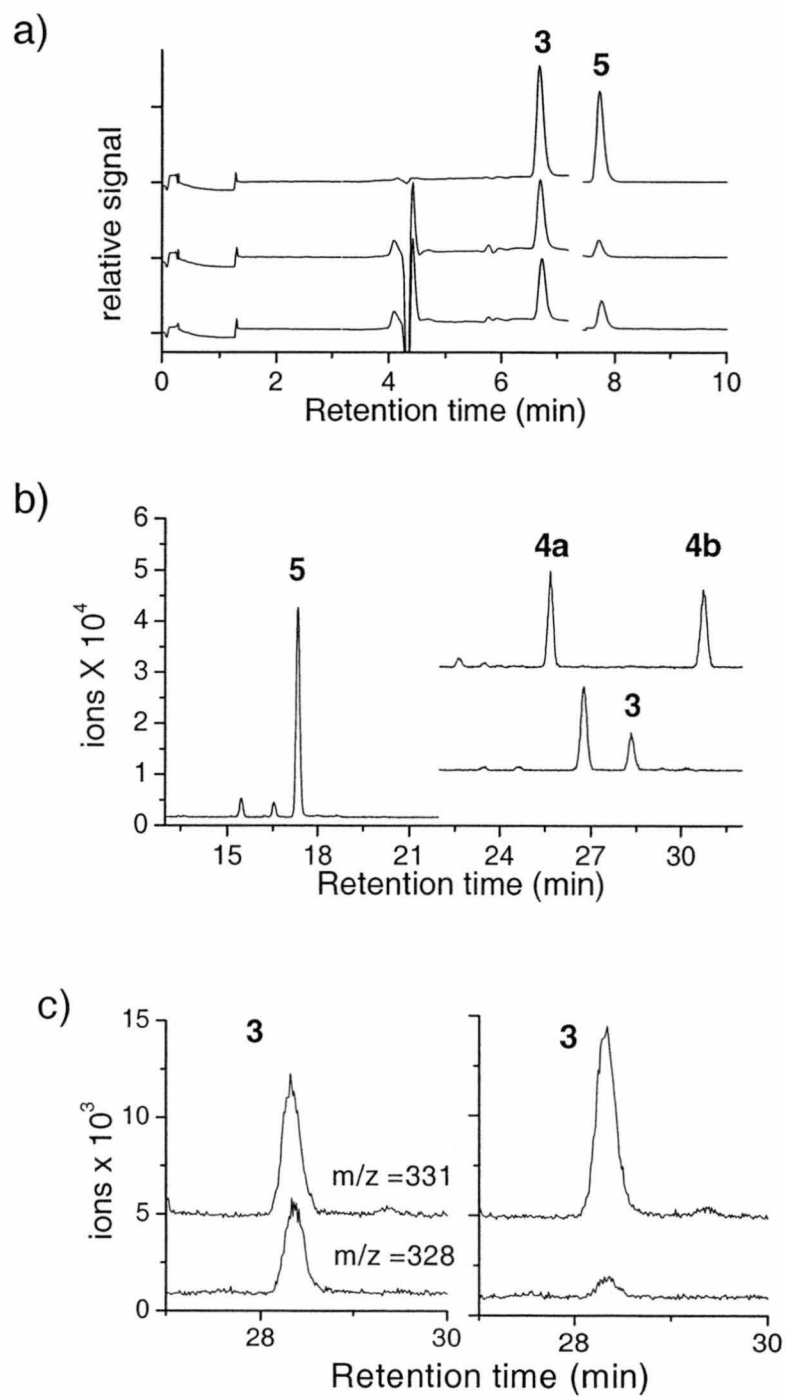 a)
3
5
relative signal
0 2 4 6 8 10
Retention time (min)
b)
6
5
4
3
2
1
0
ions X 10⁴
5
4a 4b
3
15 18 21 24 27 30
Retention time (min)
c)
15
10
5
0
ions x 10³
3
m/z =331
m/z =328
3
28 30 28 30
Retention time (min)